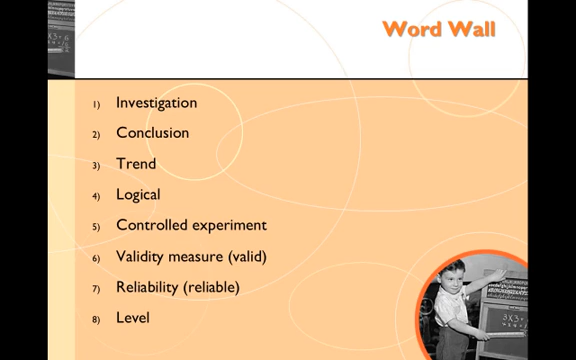 Word Wall
1) Investigation
2) Conclusion
3) Trend
4) Logical
5) Controlled experiment
6) Validity measure (valid)
7) Reliability (reliable)
8) Level
3X3=